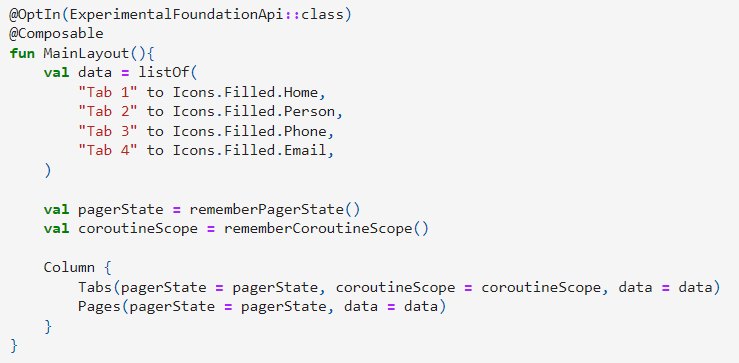 @OptIn(ExperimentalFoundationApi::class)
@Composable
fun MainLayout(){
    val data = listOf(
        "Tab 1" to Icons.Filled.Home,
        "Tab 2" to Icons.Filled.Person,
        "Tab 3" to Icons.Filled.Phone,
        "Tab 4" to Icons.Filled.Email,
    )

    val pagerState = rememberPagerState()
    val coroutineScope = rememberCoroutineScope()

    Column {
        Tabs(pagerState = pagerState, coroutineScope = coroutineScope, data = data)
        Pages(pagerState = pagerState, data = data)
    }
}